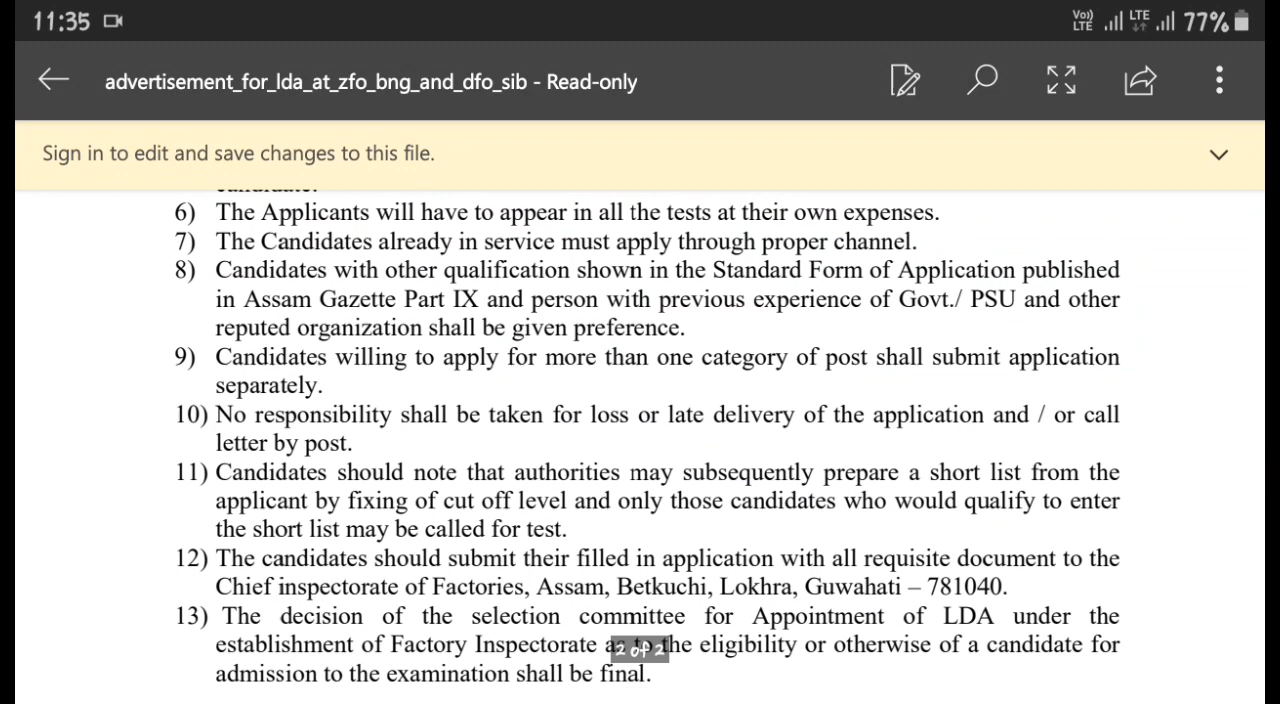 11:35 Vo)) LTE LTE 77%
advertisement_for_lda_at_zfo_bng_and_dfo_sib - Read-only
Sign in to edit and save changes to this file.
6) The Applicants will have to appear in all the tests at their own expenses.
7) The Candidates already in service must apply through proper channel.
8) Candidates with other qualification shown in the Standard Form of Application published
in Assam Gazette Part IX and person with previous experience of Govt./ PSU and other
reputed organization shall be given preference.
9) Candidates willing to apply for more than one category of post shall submit application
separately.
10) No responsibility shall be taken for loss or late delivery of the application and / or call
letter by post.
11) Candidates should note that authorities may subsequently prepare a short list from the
applicant by fixing of cut off level and only those candidates who would qualify to enter
the short list may be called for test.
12) The candidates should submit their filled in application with all requisite document to the
Chief inspectorate of Factories, Assam, Betkuchi, Lokhra, Guwahati – 781040.
13) The decision of the selection committee for Appointment of LDA under the
establishment of Factory Inspectorate as to the eligibility or otherwise of a candidate for
2 of 2
admission to the examination shall be final.